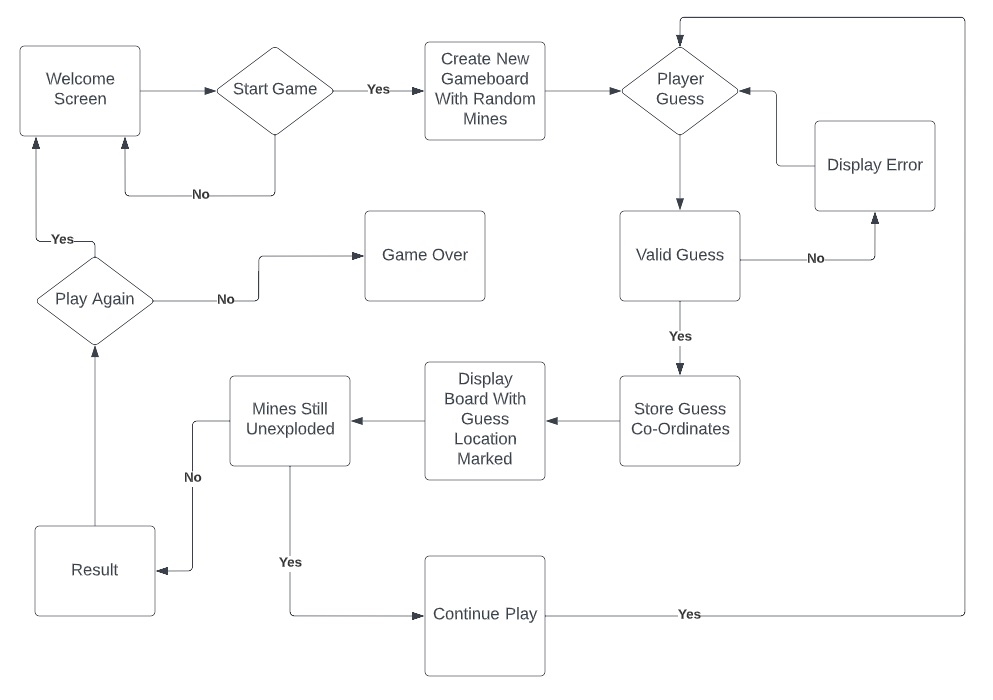 Welcome
Screen
Start Game
Yes
Create New
Gameboard
With Random
Mines
Player
Guess
Display Error
No
Yes
Play Again
No
Game Over
Valid Guess
No
Yes
Mines Still
Unexploded
Display
Board With
Guess
Location
Marked
Store Guess
Co-Ordinates
No
Result
Yes
Continue Play
Yes